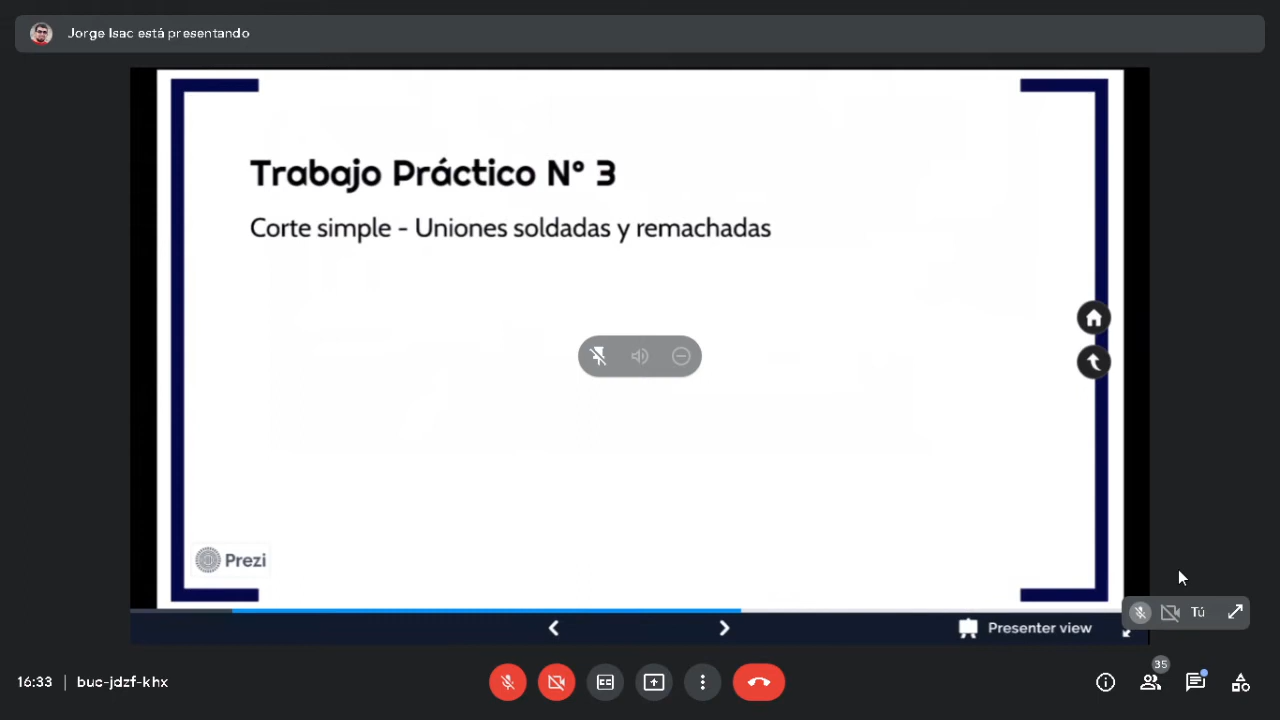 Jorge Isac está presentando
Trabajo Práctico N° 3
Corte simple - Uniones soldadas y remachadas
Prezi
Tú
Presenter view
35
16:33 | buc-jdzf-khx